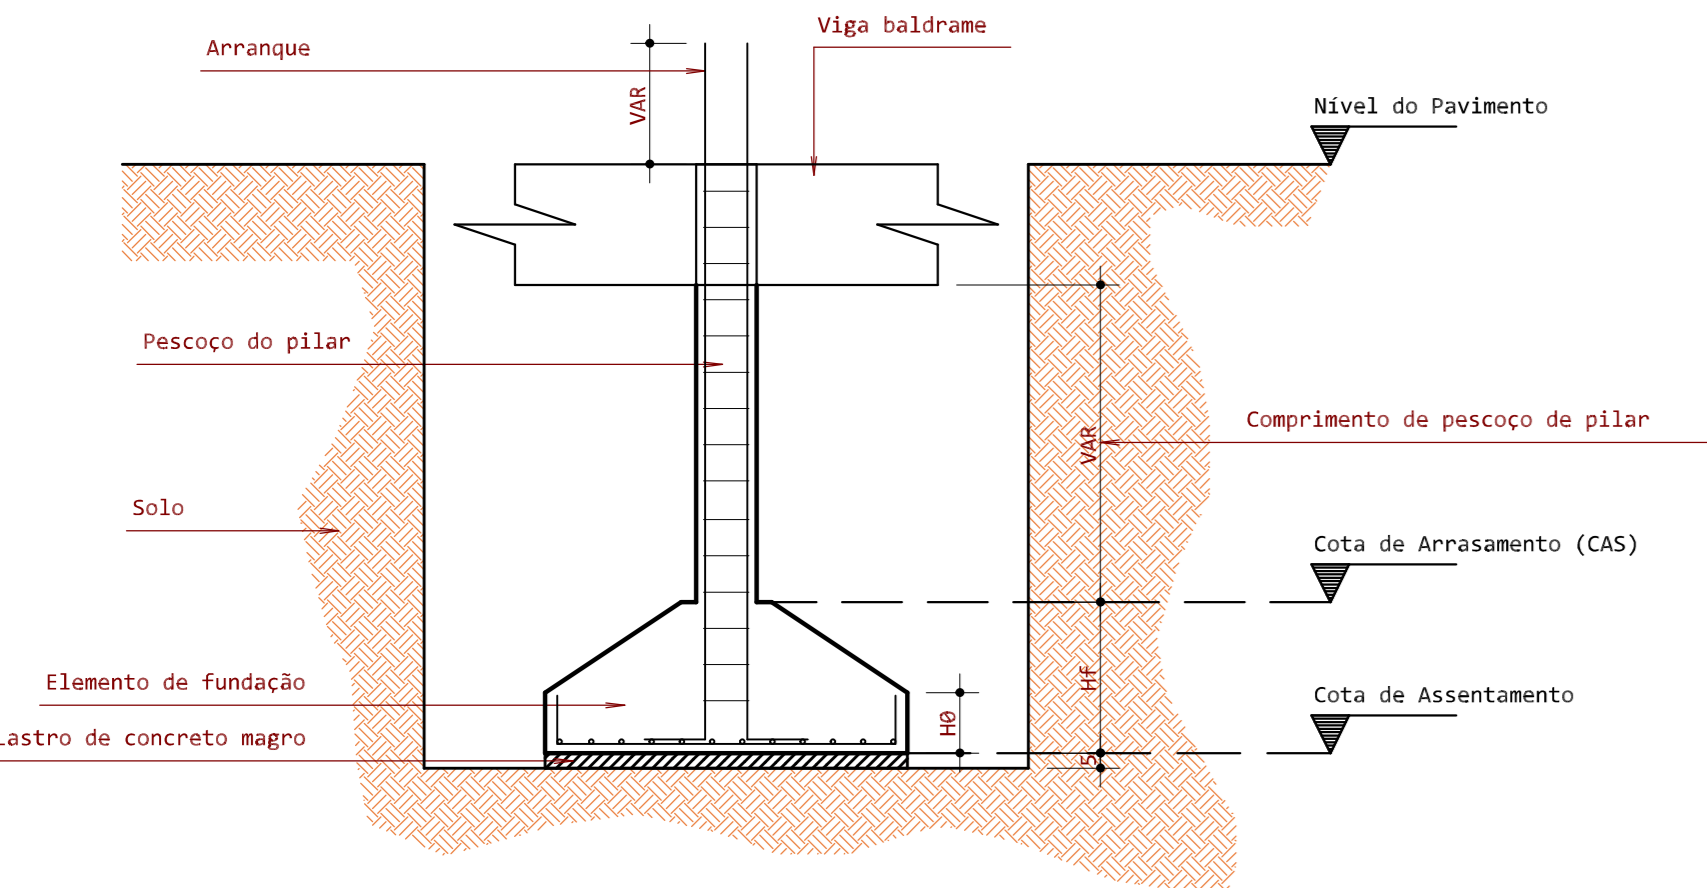 Viga baldrame
Arranque
VAR
Nível do Pavimento
Pescoço do pilar
Comprimento de pescoço de pilar
VAR
Solo
Cota de Arrasamento (CAS)
Elemento de fundação
Hf
Cota de Assentamento
H0
Lastro de concreto magro
5